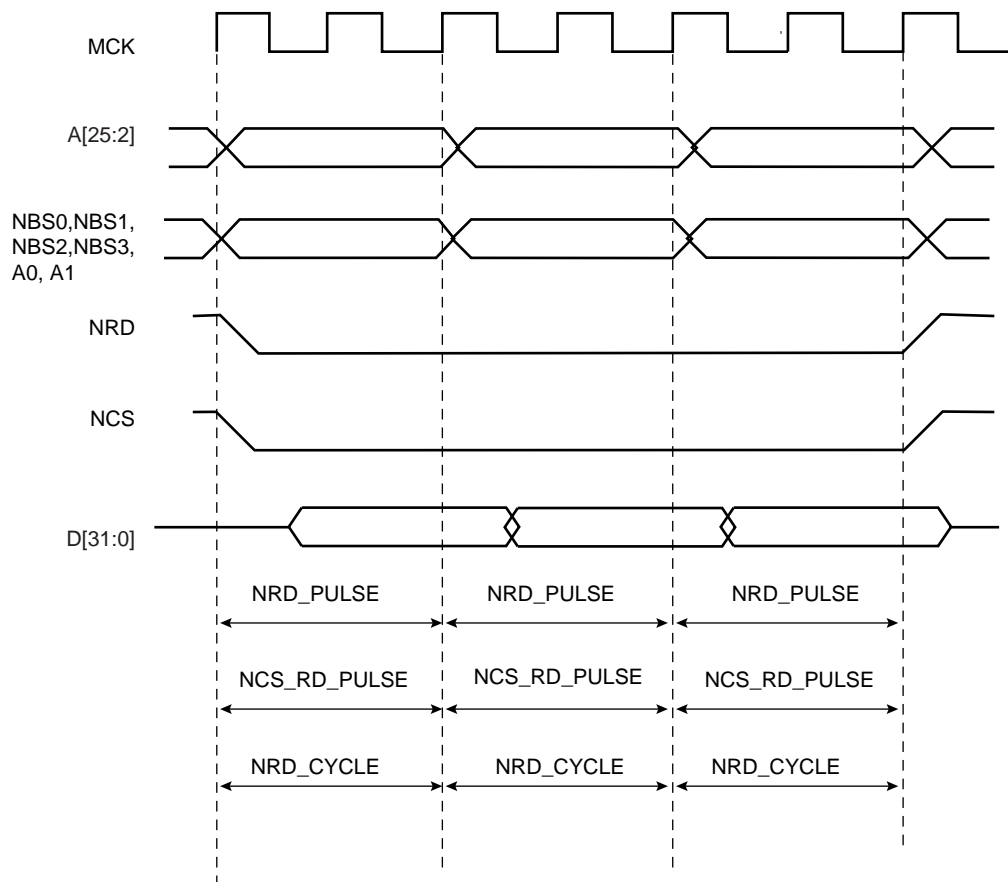 MCK
A[25:2]
NBS0,NBS1,
NBS2,NBS3,
A0, A1
NRD
NCS
D[31:0]
NRD_PULSE NRD_PULSE NRD_PULSE
NCS_RD_PULSE NCS_RD_PULSE NCS_RD_PULSE
NRD_CYCLE NRD_CYCLE NRD_CYCLE